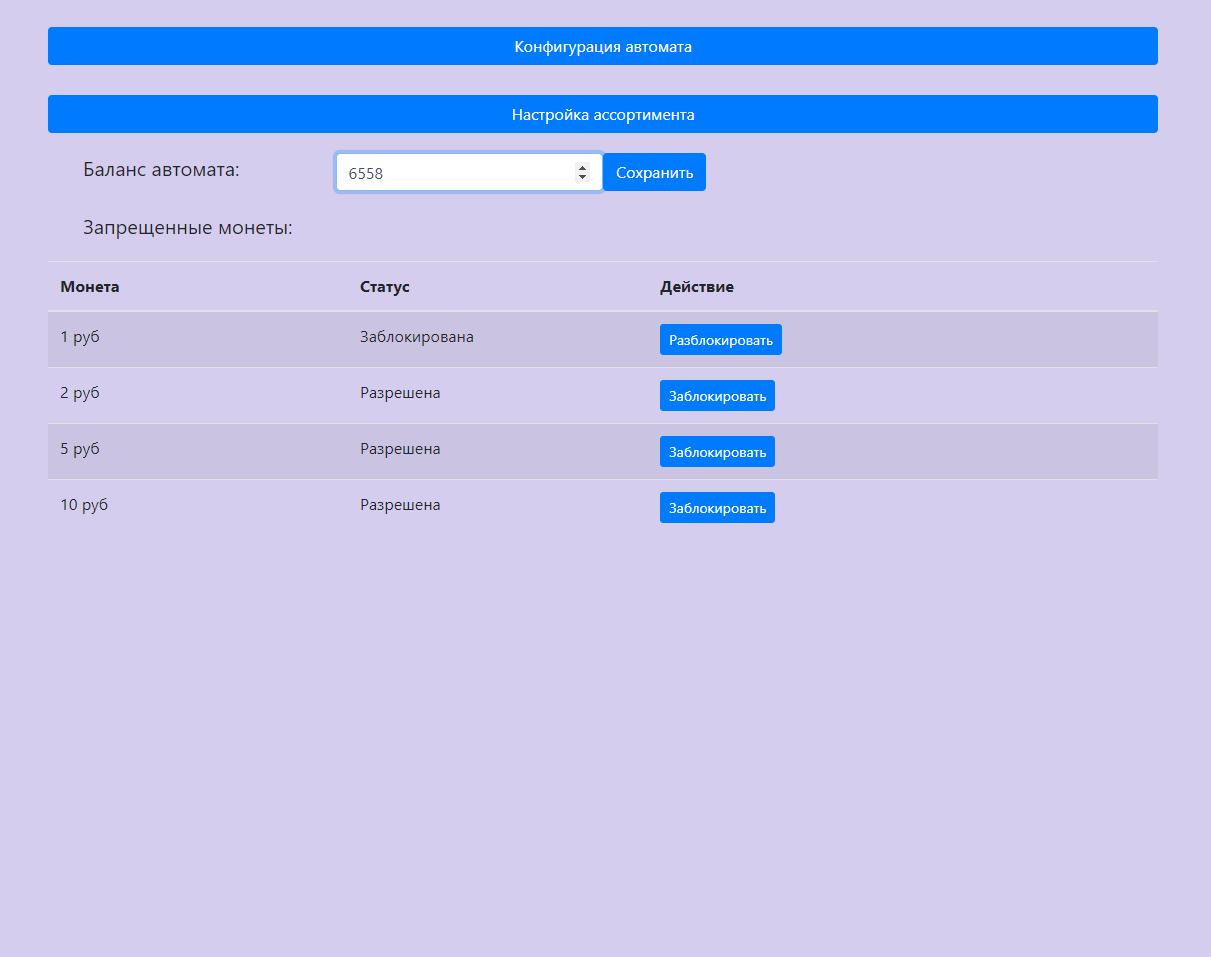 Конфигурация автомата
Настройка ассортимента
Баланс автомата: 6558 Сохранить
Запрещенные монеты:
Монета Статус Действие
1 руб Заблокирована Разблокировать
2 руб Разрешена Заблокировать
5 руб Разрешена Заблокировать
10 руб Разрешена Заблокировать